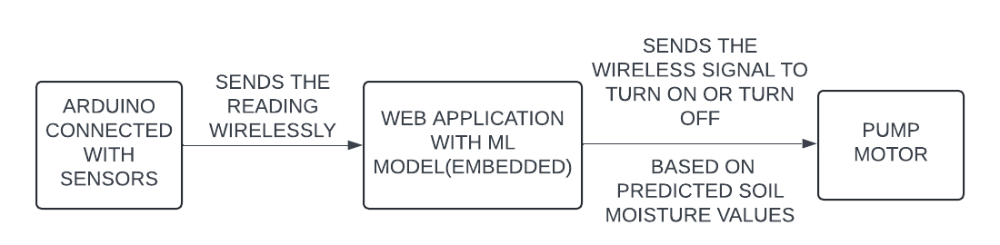 ARDUINO
CONNECTED
WITH
SENSORS
SENDS THE
READING
WIRELESSLY
WEB APPLICATION
WITH ML
MODEL(EMBEDDED)
SENDS THE
WIRELESS SIGNAL TO
TURN ON OR TURN
OFF
BASED ON
PREDICTED SOIL
MOISTURE VALUES
PUMP
MOTOR